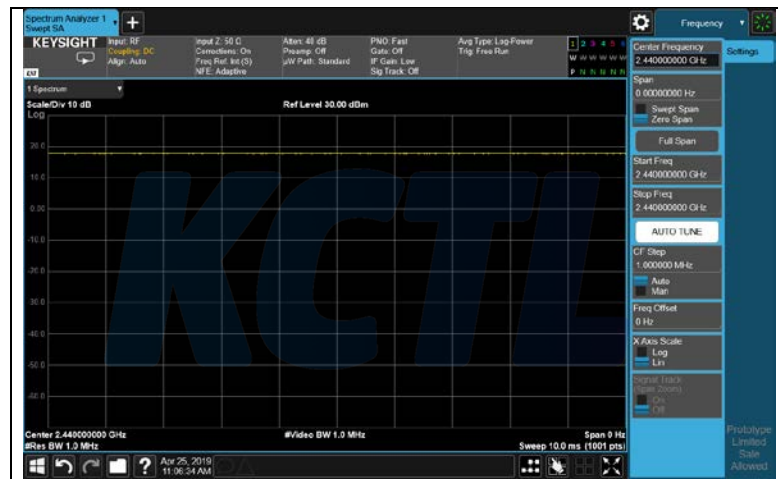 Spectrum Analyzer 1
Swept SA
+
Frequency
KEYSIGHT
Input: RF
Coupling: DC
Align: Auto
Input Z: 50 Ω
Corrections: On
Freq Ref: Int (S)
NFE: Adaptive
Atten: 40 dB
Preamp: Off
µW Path: Standard
PNO: Fast
Gate: Off
IF Gain: Low
Sig Track: Off
Avg Type: Log-Power
Trig: Free Run
1 2 3 4 5 6
W W W W W W
P N N N N N
1 Spectrum
Scale/Div 10 dB
Ref Level 30.00 dBm
Log
20.0
10.0
0.00
-10.0
-20.0
-30.0
-40.0
-50.0
-60.0
KCTL
Center 2.440000000 GHz
#Video BW 1.0 MHz
Span 0 Hz
#Res BW 1.0 MHz
Sweep 10.0 ms (1001 pts)
Apr 25, 2019
11:06:34 AM
Center Frequency
2.440000000 GHz
Settings
Span
0.00000000 Hz
Swept Span
Zero Span
Full Span
Start Freq
2.440000000 GHz
Stop Freq
2.440000000 GHz
AUTO TUNE
CF Step
1.000000 MHz
Auto
Man
Freq Offset
0 Hz
X Axis Scale
Log
Lin
Signal Track
(Span Zoom)
On
Off
Prototype
Limited
Sale
Allowed